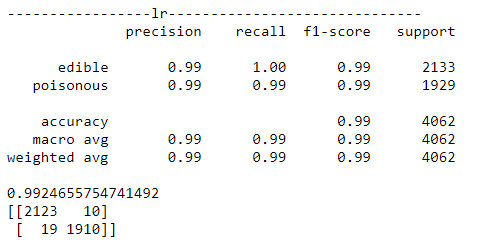 -----------------lr------------------------------
precision recall f1-score support
edible 0.99 1.00 0.99 2133
poisonous 0.99 0.99 0.99 1929
accuracy 0.99 4062
macro avg 0.99 0.99 0.99 4062
weighted avg 0.99 0.99 0.99 4062
0.9924655754741492
[[2123 10]
[ 19 1910]]